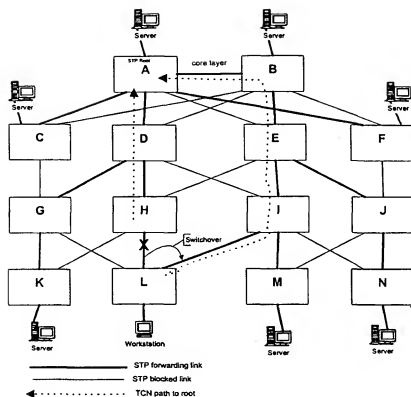 Server
Server
STP Root
A
core layer
B
Server
Server
C
D
E
F
G
H
I
J
Switchover
K
L
M
N
Server
Workstation
Server
Server
STP forwarding link
STP blocked link
TCN path to root